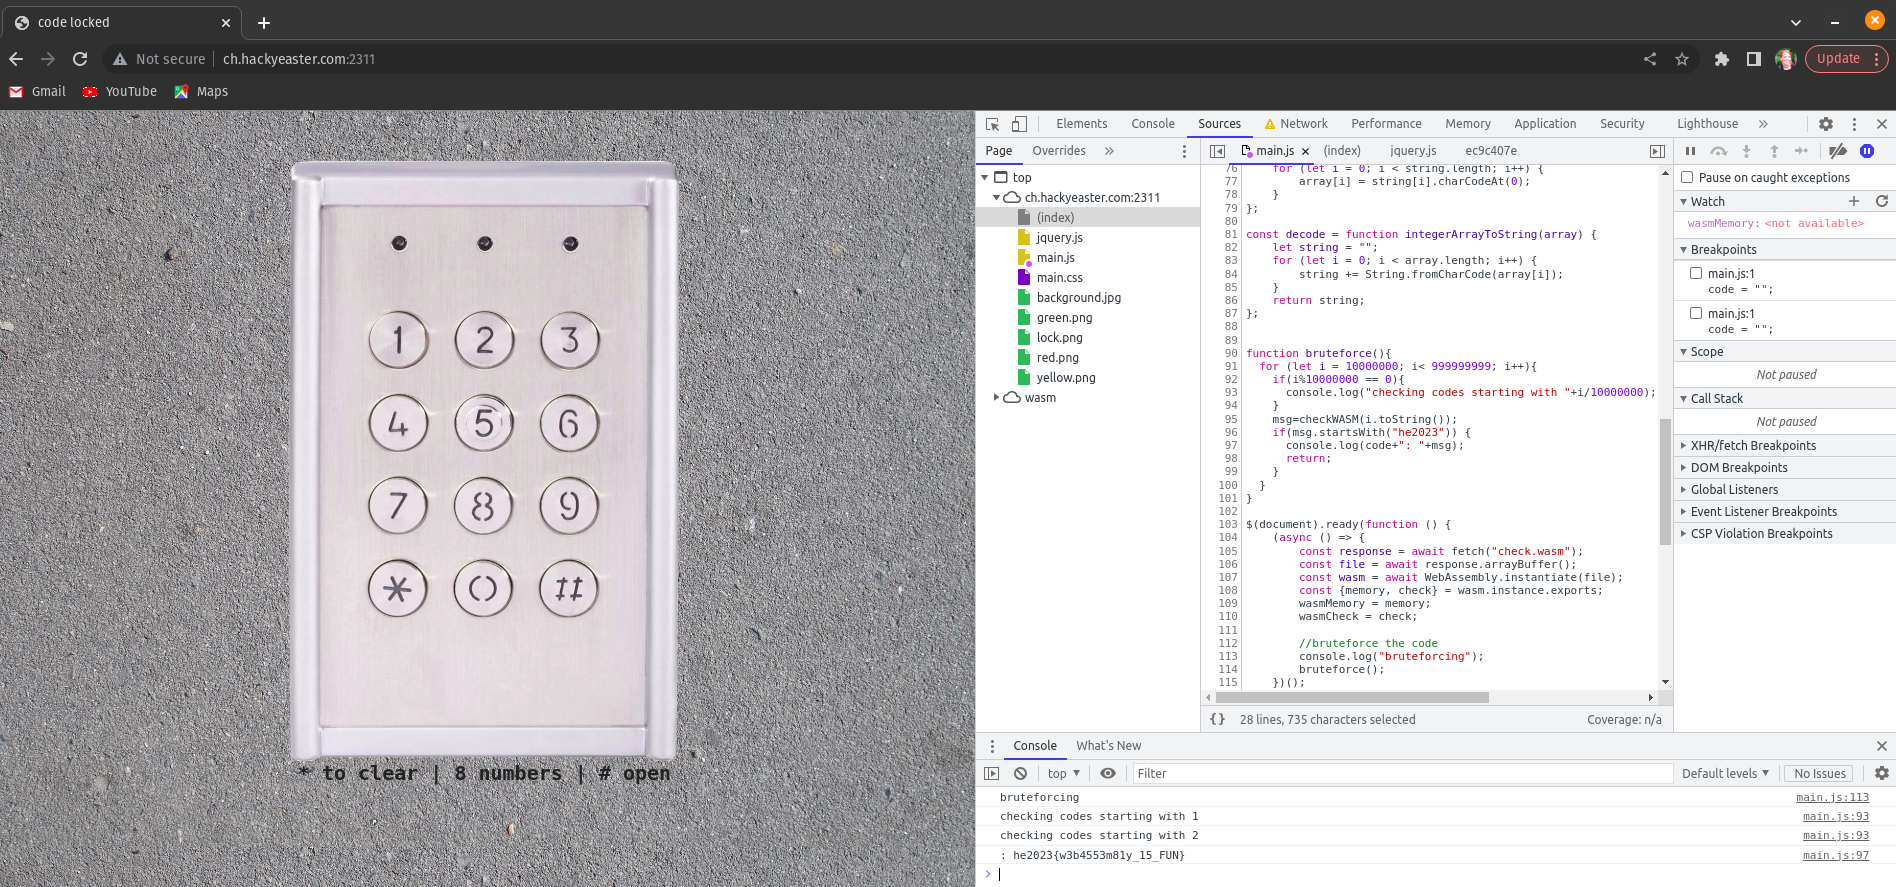 code locked
Not secure
ch.hackyeaster.com:2311
Update
Gmail YouTube Maps
1 2 3
4 5 6
7 8 9
* 0 #
* to clear | 8 numbers | # open
Elements Console Sources Network Performance Memory Application Security Lighthouse »
Page Overrides »
main.js (index) jquery.js ec9c407e
top
ch.hackyeaster.com:2311
(index)
jquery.js
main.js
main.css
background.jpg
green.png
lock.png
red.png
yellow.png
wasm
76 for (let i = 0; i < string.length; i++) {
77 array[i] = string[i].charCodeAt(0);
78 }
79 };
80
81 const decode = function integerArrayToString(array) {
82 let string = "";
83 for (let i = 0; i < array.length; i++) {
84 string += String.fromCharCode(array[i]);
85 }
86 return string;
87 };
88
89
90 function bruteforce(){
91 for (let i = 10000000; i< 999999999; i++){
92 if(i%10000000 == 0){
93 console.log("checking codes starting with "+i/10000000);
94 }
95 msg=checkWASM(i.toString());
96 if(msg.startsWith("he2023")) {
97 console.log(code+": "+msg);
98 return;
99 }
100 }
101 }
102
103 $(document).ready(function () {
104 (async () => {
105 const response = await fetch("check.wasm");
106 const file = await response.arrayBuffer();
107 const wasm = await WebAssembly.instantiate(file);
108 const {memory, check} = wasm.instance.exports;
109 wasmMemory = memory;
110 wasmCheck = check;
111
112 //bruteforce the code
113 console.log("bruteforcing");
114 bruteforce();
115 })();
{} 28 lines, 735 characters selected Coverage: n/a
Pause on caught exceptions
Watch
wasmMemory: <not available>
Breakpoints
main.js:1
code = "";
main.js:1
code = "";
Scope
Not paused
Call Stack
Not paused
XHR/fetch Breakpoints
DOM Breakpoints
Global Listeners
Event Listener Breakpoints
CSP Violation Breakpoints
Console What's New
top Filter Default levels No Issues
bruteforcing main.js:113
checking codes starting with 1 main.js:93
checking codes starting with 2 main.js:93
: he2023{w3b4553m81y_15_FUN} main.js:97
>